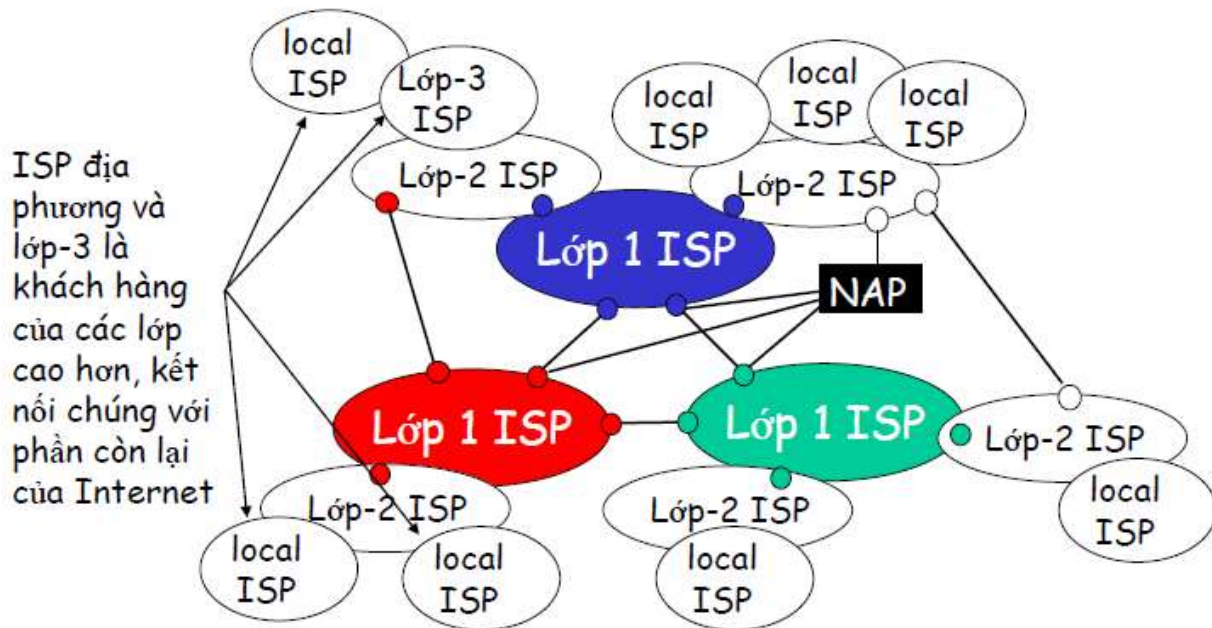 local
ISP
Lớp-3
ISP
local
ISP
local
ISP
local
ISP
ISP địa
phương và
lớp-3 là
khách hàng
của các lớp
cao hơn, kết
nối chúng với
phần còn lại
của Internet
Lớp-2 ISP
Lớp-2 ISP
Lớp 1 ISP
NAP
Lớp 1 ISP
Lớp 1 ISP
Lớp-2 ISP
Lớp-2 ISP
Lớp-2 ISP
local
ISP
local
ISP
local
ISP
local
ISP